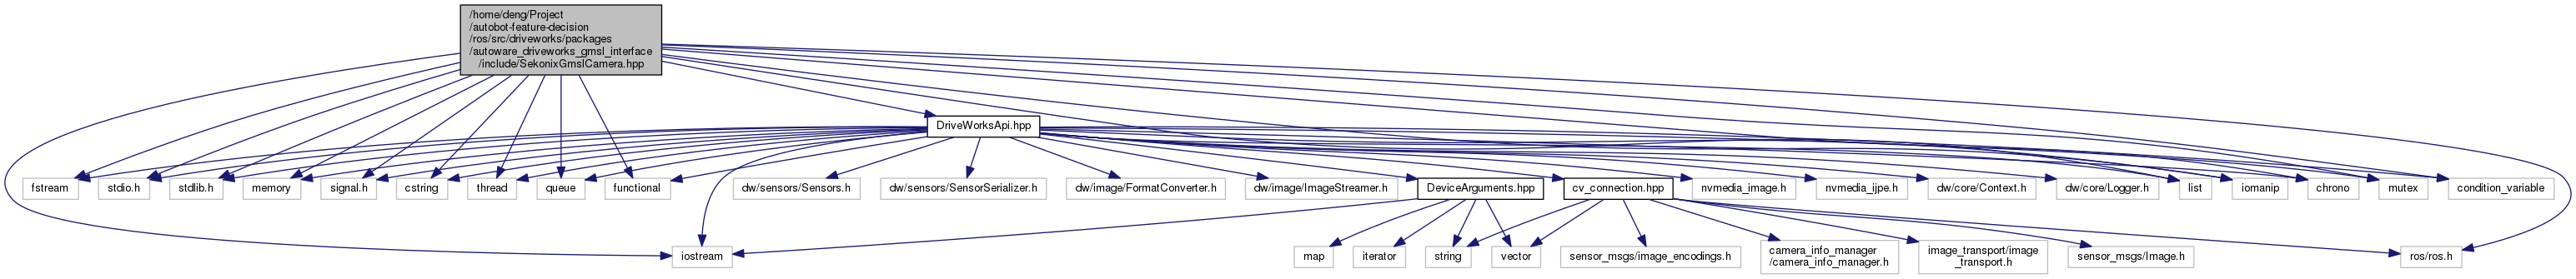 /home/deng/Project
/autobot-feature-decision
/ros/src/driveworks/packages
/autoware_driveworks_gmsl_interface
/include/SekonixGmslCamera.hpp
DriveWorksApi.hpp
fstream
stdio.h
stdlib.h
memory
signal.h
cstring
thread
queue
functional
dw/sensors/Sensors.h
dw/sensors/SensorSerializer.h
dw/image/FormatConverter.h
dw/image/ImageStreamer.h
DeviceArguments.hpp
cv_connection.hpp
nvmedia_image.h
nvmedia_ijpe.h
dw/core/Context.h
dw/core/Logger.h
list
iomanip
chrono
mutex
condition_variable
iostream
map
iterator
string
vector
sensor_msgs/image_encodings.h
camera_info_manager
/camera_info_manager.h
image_transport/image
_transport.h
sensor_msgs/Image.h
ros/ros.h